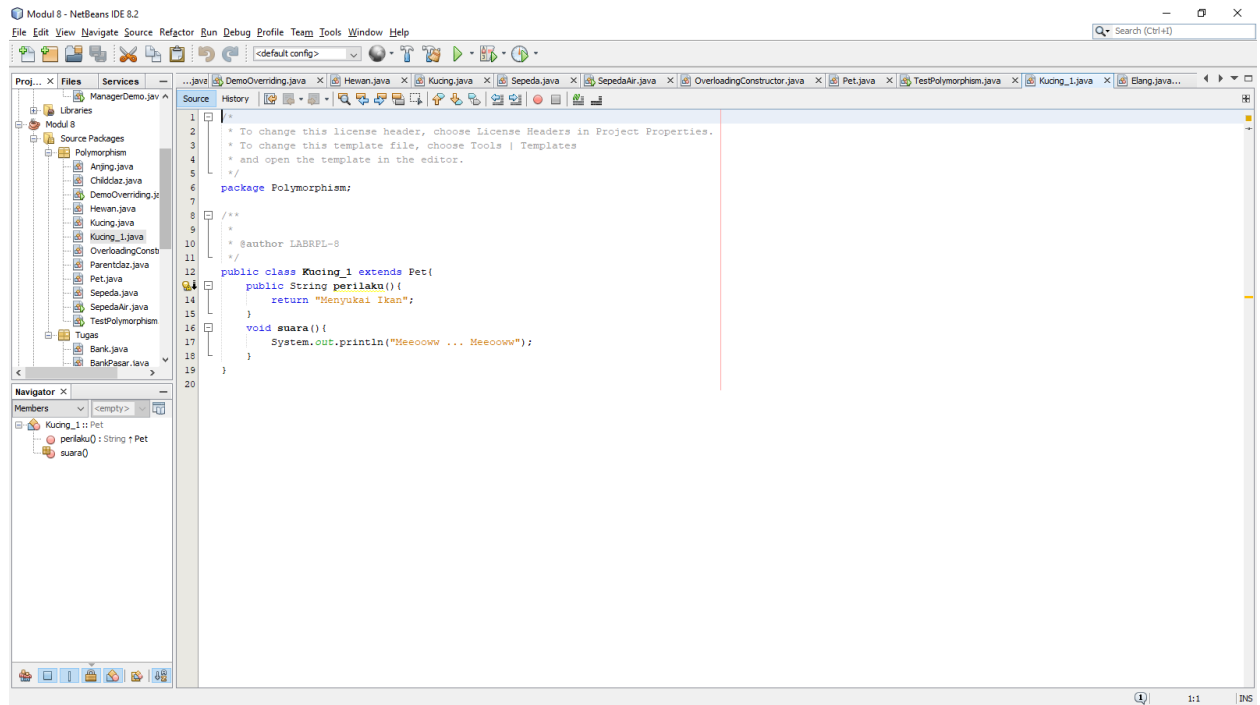 Modul 8 - NetBeans IDE 8.2
File Edit View Navigate Source Refactor Run Debug Profile Team Tools Window Help
Search (Ctrl+I)
<default config>
Proj... Files Services
...java DemoOverriding.java Hewan.java Kucing.java Sepeda.java SepedaAir.java OverloadingConstructor.java Pet.java TestPolymorphism.java Kucing_1.java Elang.java...
ManagerDemo.jav
Libraries
Modul 8
Source Packages
Polymorphism
Anjing.java
Childclaz.java
DemoOverriding.ja
Hewan.java
Kucing.java
Kucing_1.java
OverloadingConst
Parentclaz.java
Pet.java
Sepeda.java
SepedaAir.java
TestPolymorphism
Tugas
Bank.java
BankPasar.java
Source History
1 /*
2 * To change this license header, choose License Headers in Project Properties.
3 * To change this template file, choose Tools | Templates
4 * and open the template in the editor.
5 */
6 package Polymorphism;
7
8 /**
9 *
10 * @author LABRPL-8
11 */
12 public class Kucing_1 extends Pet{
public String perilaku(){
14 return "Menyukai Ikan";
15 }
16 void suara(){
17 System.out.println("Meeooww ... Meeooww");
18 }
19 }
20
Navigator
Members <empty>
Kucing_1 :: Pet
perilaku() : String ↑ Pet
suara()
1:1 INS